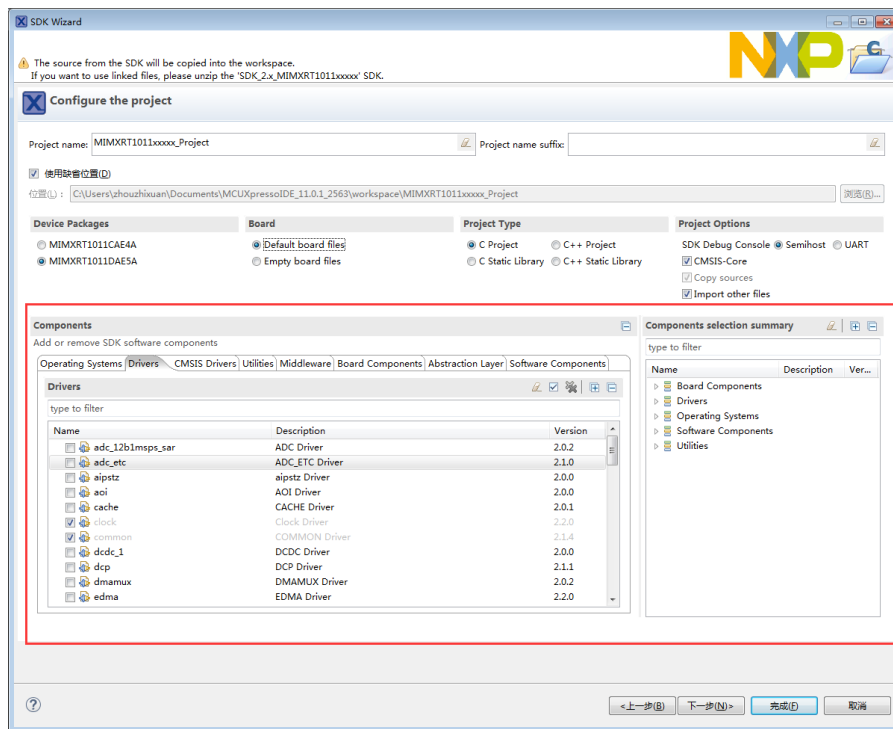 SDK Wizard
The source from the SDK will be copied into the workspace.
If you want to use linked files, please unzip the 'SDK_2.x_MIMXRT1011xxxxx' SDK.
NXP
Configure the project
Project name: MIMXRT1011xxxxx_Project Project name suffix:
使用缺省位置(D)
位置(L): C:\Users\zhouzhixuan\Documents\MCUXpressoIDE_11.0.1_2563\workspace\MIMXRT1011xxxxx_Project 浏览(R)...
Device Packages Board Project Type Project Options
MIMXRT1011CAE4A Default board files C Project C++ Project SDK Debug Console Semihost UART
MIMXRT1011DAE5A Empty board files C Static Library C++ Static Library CMSIS-Core
Copy sources
Import other files
Components Components selection summary
Add or remove SDK software components
type to filter
Operating Systems Drivers CMSIS Drivers Utilities Middleware Board Components Abstraction Layer Software Components
Name Description Ver...
Drivers
Board Components
type to filter
Drivers
Name Description Version
Operating Systems
adc_12b1msps_sar ADC Driver 2.0.2
Software Components
adc_etc ADC_ETC Driver 2.1.0
Utilities
aipstz aipstz Driver 2.0.0
aoi AOI Driver 2.0.0
cache CACHE Driver 2.0.1
clock Clock Driver 2.2.0
common COMMON Driver 2.1.4
dcdc_1 DCDC Driver 2.0.0
dcp DCP Driver 2.1.1
dmamux DMAMUX Driver 2.0.2
edma EDMA Driver 2.2.0
<上一步(B) 下一步(N)> 完成(F) 取消